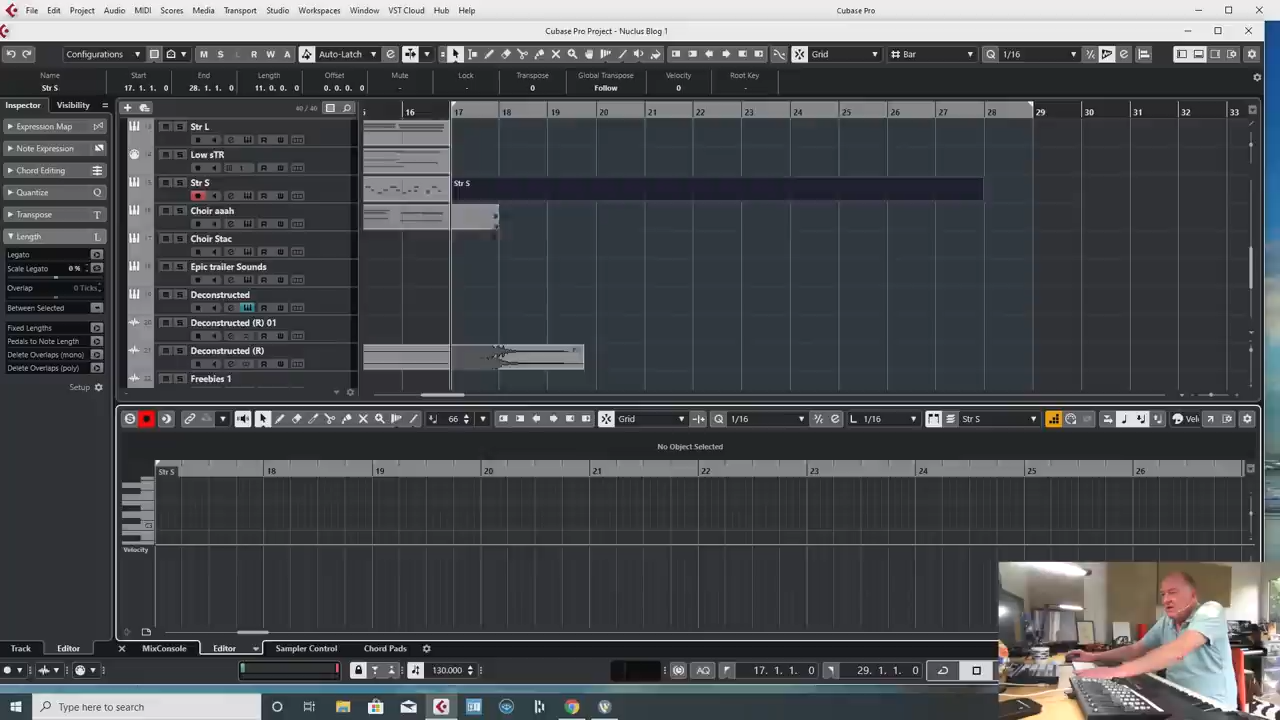 File Edit Project Audio MIDI Scores Media Transport Studio Workspaces Window VST Cloud Hub Help Cubase Pro
Cubase Pro Project - Nuclus Blog 1
Configurations M S L R W A Auto-Latch Grid Bar Q 1/16
Name Start End Length Offset Mute Lock Transpose Global Transpose Velocity Root Key
Str S 17. 1. 1. 0 28. 1. 1. 0 11. 0. 0. 0 0. 0. 0. 0 - - 0 Follow 0 -
Inspector Visibility 40 / 40 16 17 18 19 20 21 22 23 24 25 26 27 28 29 30 31 32 33
Expression Map
Note Expression
Chord Editing
Quantize
Transpose
Length
Legato
Scale Legato 0 %
Overlap 0 Ticks
Between Selected
Fixed Lengths
Pedals to Note Length
Delete Overlaps (mono)
Delete Overlaps (poly)
Setup
Str L
Low sTR
Str S
Str S
Choir aaah
Choir Stac
Epic trailer Sounds
Deconstructed
Deconstructed (R) 01
Deconstructed (R)
Freebies 1
66 Grid Q 1/16 L 1/16 Str S
No Object Selected
Str S 18 19 20 21 22 23 24 25 26
C3
Velocity
Track Editor MixConsole Editor Sampler Control Chord Pads
130.000 AQ 17. 1. 1. 0 29. 1. 1. 0
Type here to search